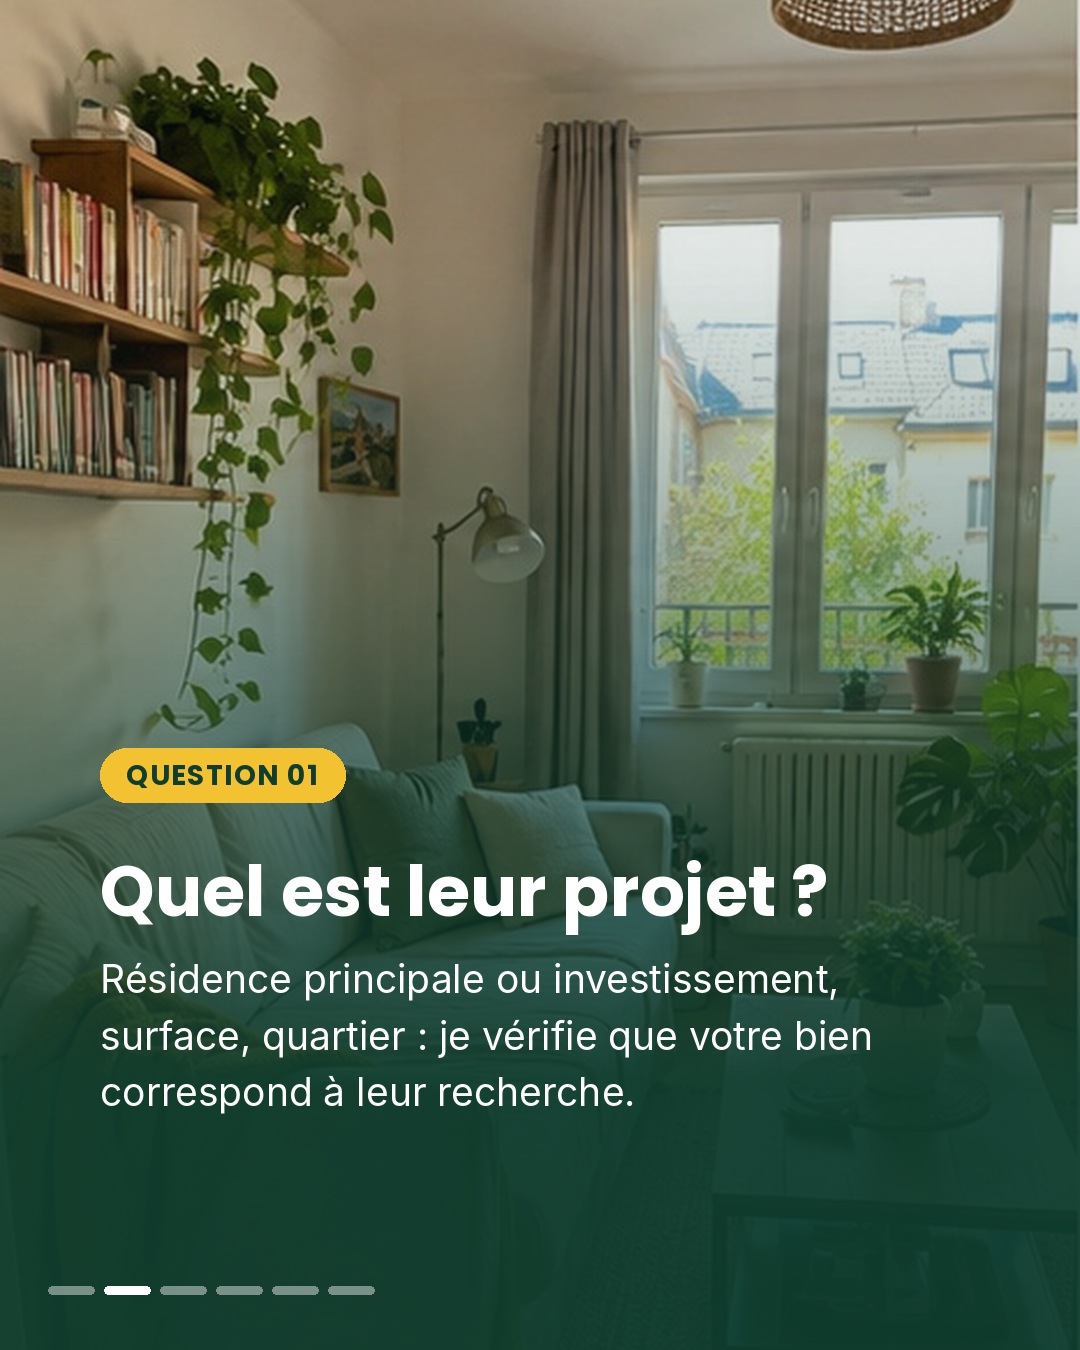 QUESTION 01
Quel est leur projet ?
Résidence principale ou investissement,
surface, quartier : je vérifie que votre bien
correspond à leur recherche.